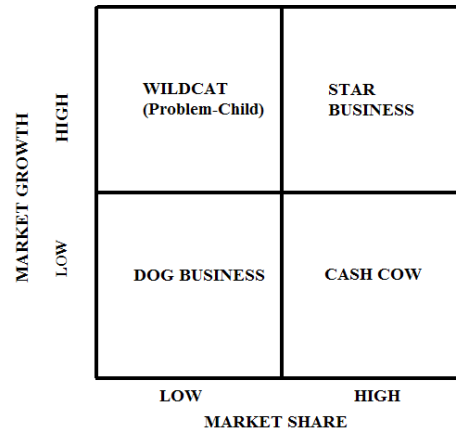 WILDCAT
(Problem-Child)
STAR
BUSINESS
DOG BUSINESS
CASH COW
MARKET GROWTH
HIGH
LOW
LOW
HIGH
MARKET SHARE